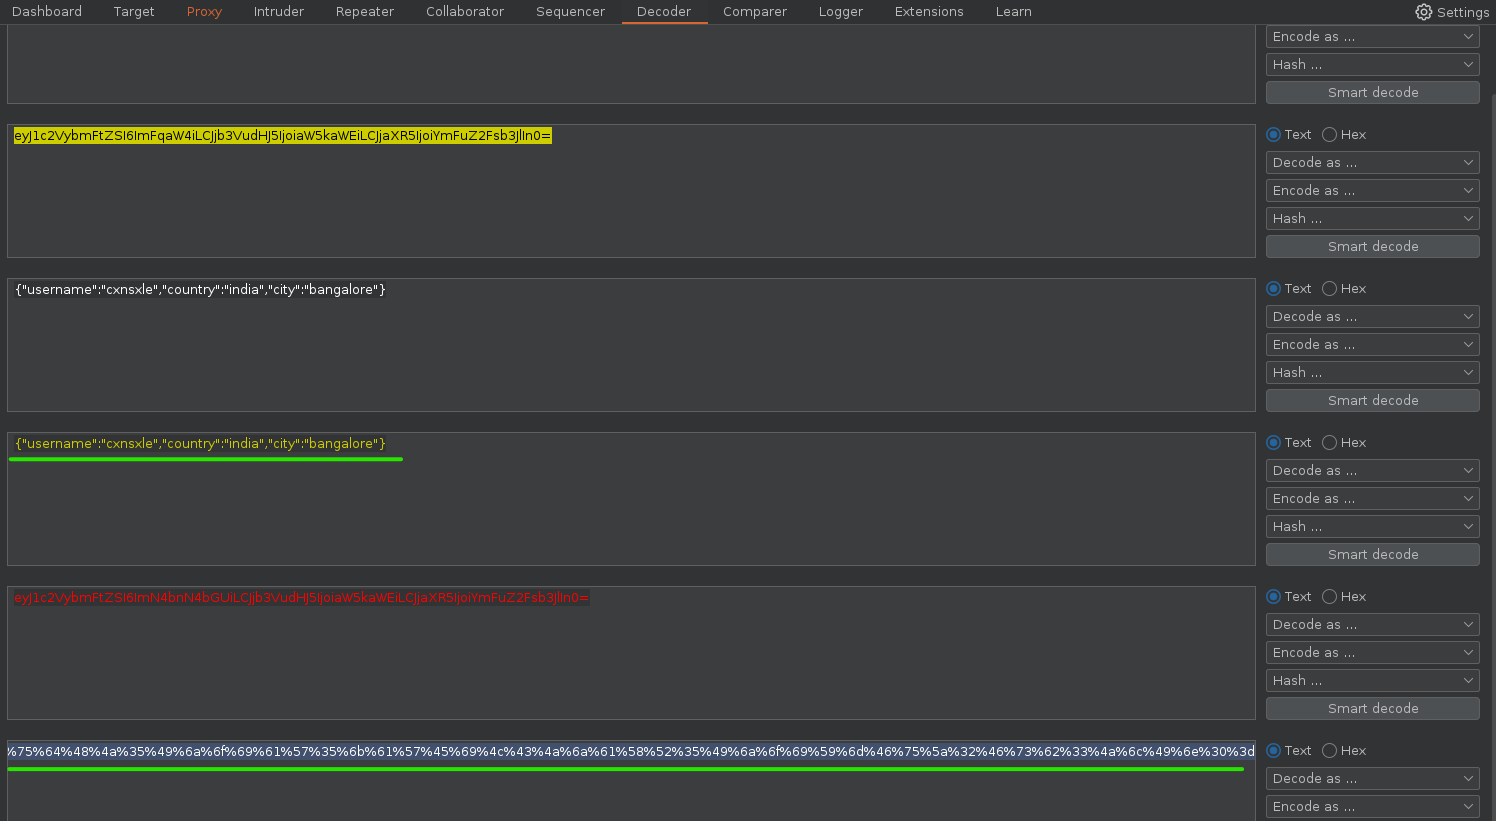 Dashboard Target Proxy Intruder Repeater Collaborator Sequencer Decoder Comparer Logger Extensions Learn Settings
Encode as ...
Hash ...
Smart decode
eyJ1c2VybmFtZSI6ImFqaW4iLCJjb3VudHJ5IjoiaW5kaWEiLCJjaXR5IjoiYmFuZ2Fsb3JlIn0=
Text Hex
Decode as ...
Encode as ...
Hash ...
Smart decode
{"username":"cxnsxle","country":"india","city":"bangalore"}
Text Hex
Decode as ...
Encode as ...
Hash ...
Smart decode
{"username":"cxnsxle","country":"india","city":"bangalore"}
Text Hex
Decode as ...
Encode as ...
Hash ...
Smart decode
eyJ1c2VybmFtZSI6ImN4bnN4bGUiLCJjb3VudHJ5IjoiaW5kaWEiLCJjaXR5IjoiYmFuZ2Fsb3JlIn0=
Text Hex
Decode as ...
Encode as ...
Hash ...
Smart decode
%75%64%48%4a%35%49%6a%6f%69%61%57%35%6b%61%57%45%69%4c%43%4a%6a%61%58%52%35%49%6a%6f%69%59%6d%46%75%5a%32%46%73%62%33%4a%6c%49%6e%30%3d
Text Hex
Decode as ...
Encode as ...